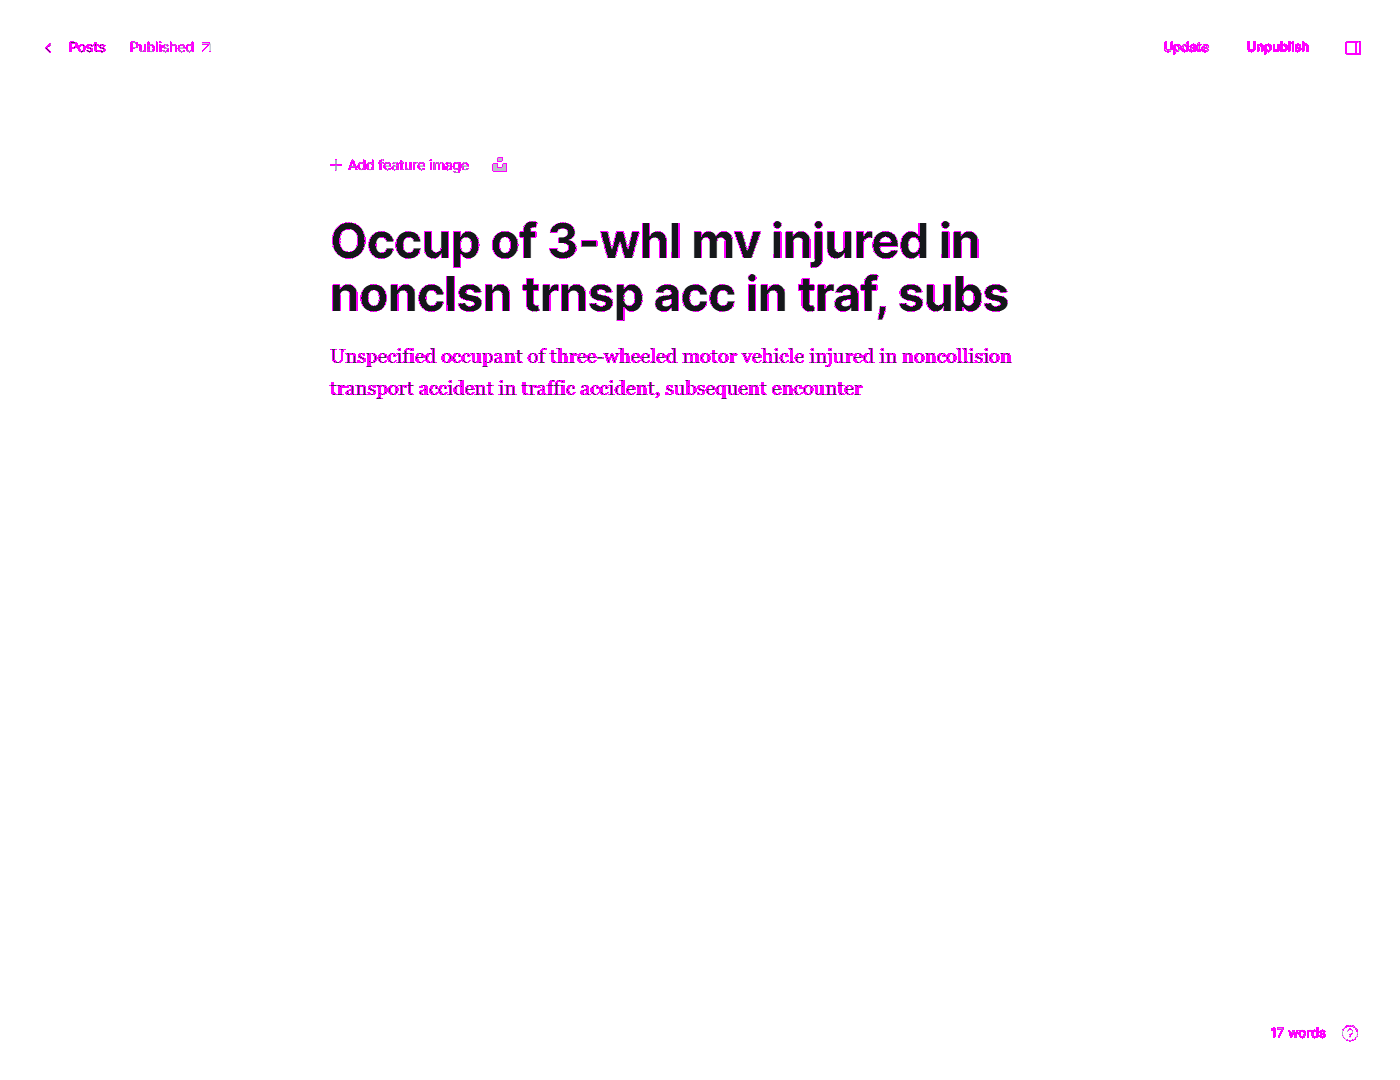 Posts Published
Update Unpublish
Add feature image
Occup of 3-whl mv injured in
nonclsn trnsp acc in traf, subs
Unspecified occupant of three-wheeled motor vehicle injured in noncollision
transport accident in traffic accident, subsequent encounter
17 words